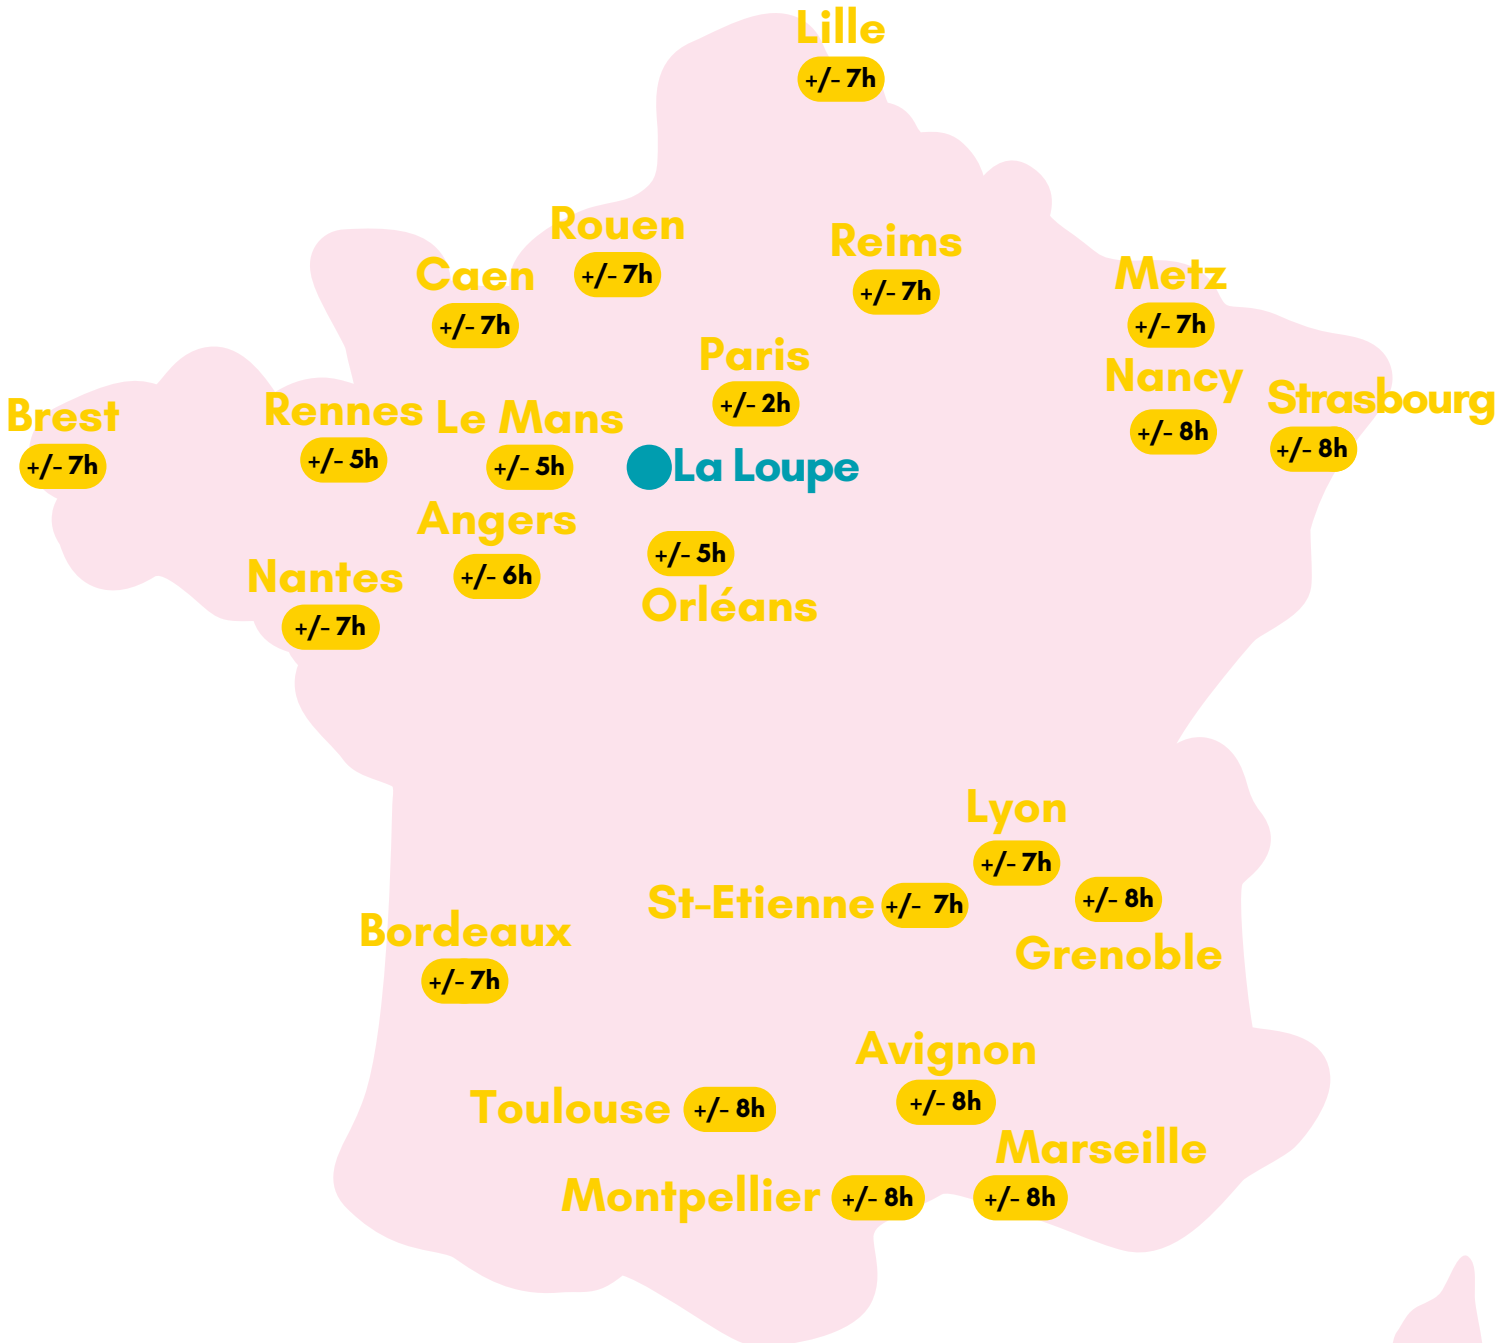 Lille
+/- 7h
Rouen
+/- 7h
Reims
+/- 7h
Caen
+/- 7h
Metz
+/- 7h
Paris
+/- 2h
Nancy
+/- 8h
Strasbourg
+/- 8h
Brest
+/- 7h
Rennes
+/- 5h
Le Mans
+/- 5h
La Loupe
Angers
+/- 6h
+/- 5h
Orléans
Nantes
+/- 7h
Lyon
+/- 7h
St-Etienne +/- 7h
+/- 8h
Grenoble
Bordeaux
+/- 7h
Avignon
+/- 8h
Toulouse +/- 8h
Marseille
+/- 8h
Montpellier +/- 8h